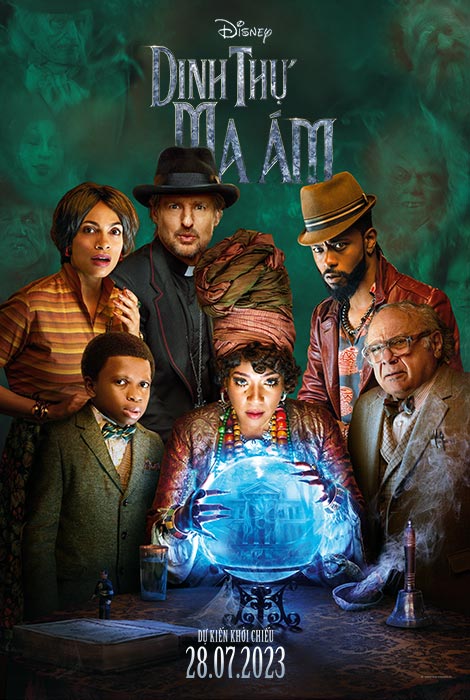 DISNEY
DINH THỰ
MA ÁM
DỰ KIẾN KHỞI CHIẾU
28.07.2023